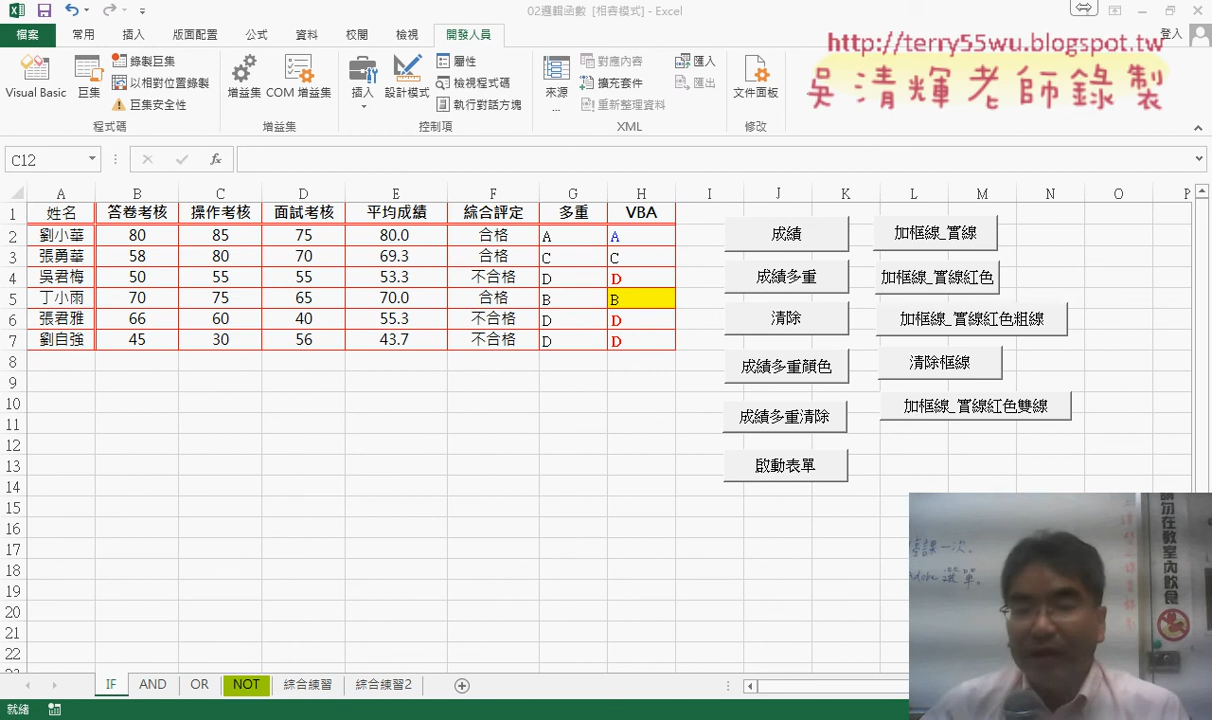 02邏輯函數 [相容模式] - Excel
登入
http://terry55wu.blogspot.tw
吳清輝老師錄製
檔案 常用 插入 版面配置 公式 資料 校閱 檢視 開發人員
Visual Basic 巨集 錄製巨集 以相對位置錄製 巨集安全性
增益集 COM 增益集
插入 設計模式 屬性 檢視程式碼 執行對話方塊
來源 對應內容 擴充套件 重新整理資料 匯入 匯出
文件面板
程式碼 增益集 控制項 XML 修改
C12 fx
A B C D E F G H I J K L M N O P
1 姓名 答卷考核 操作考核 面試考核 平均成績 綜合評定 多重 VBA
2 劉小華 80 85 75 80.0 合格 A A
3 張勇華 58 80 70 69.3 合格 C C
4 吳君梅 50 55 55 53.3 不合格 D D
5 丁小雨 70 75 65 70.0 合格 B B
6 張君雅 66 60 40 55.3 不合格 D D
7 劉自強 45 30 56 43.7 不合格 D D
8
9
10
11
12
13
14
15
16
17
18
19
20
21
22
成績 加框線_實線
成績多重 加框線_實線紅色
清除 加框線_實線紅色粗線
成績多重顏色 清除框線
成績多重清除 加框線_實線紅色雙線
啟動表單
請勿在教室內飲食
課一次。
選單。
IF AND OR NOT 綜合練習 綜合練習2
就緒